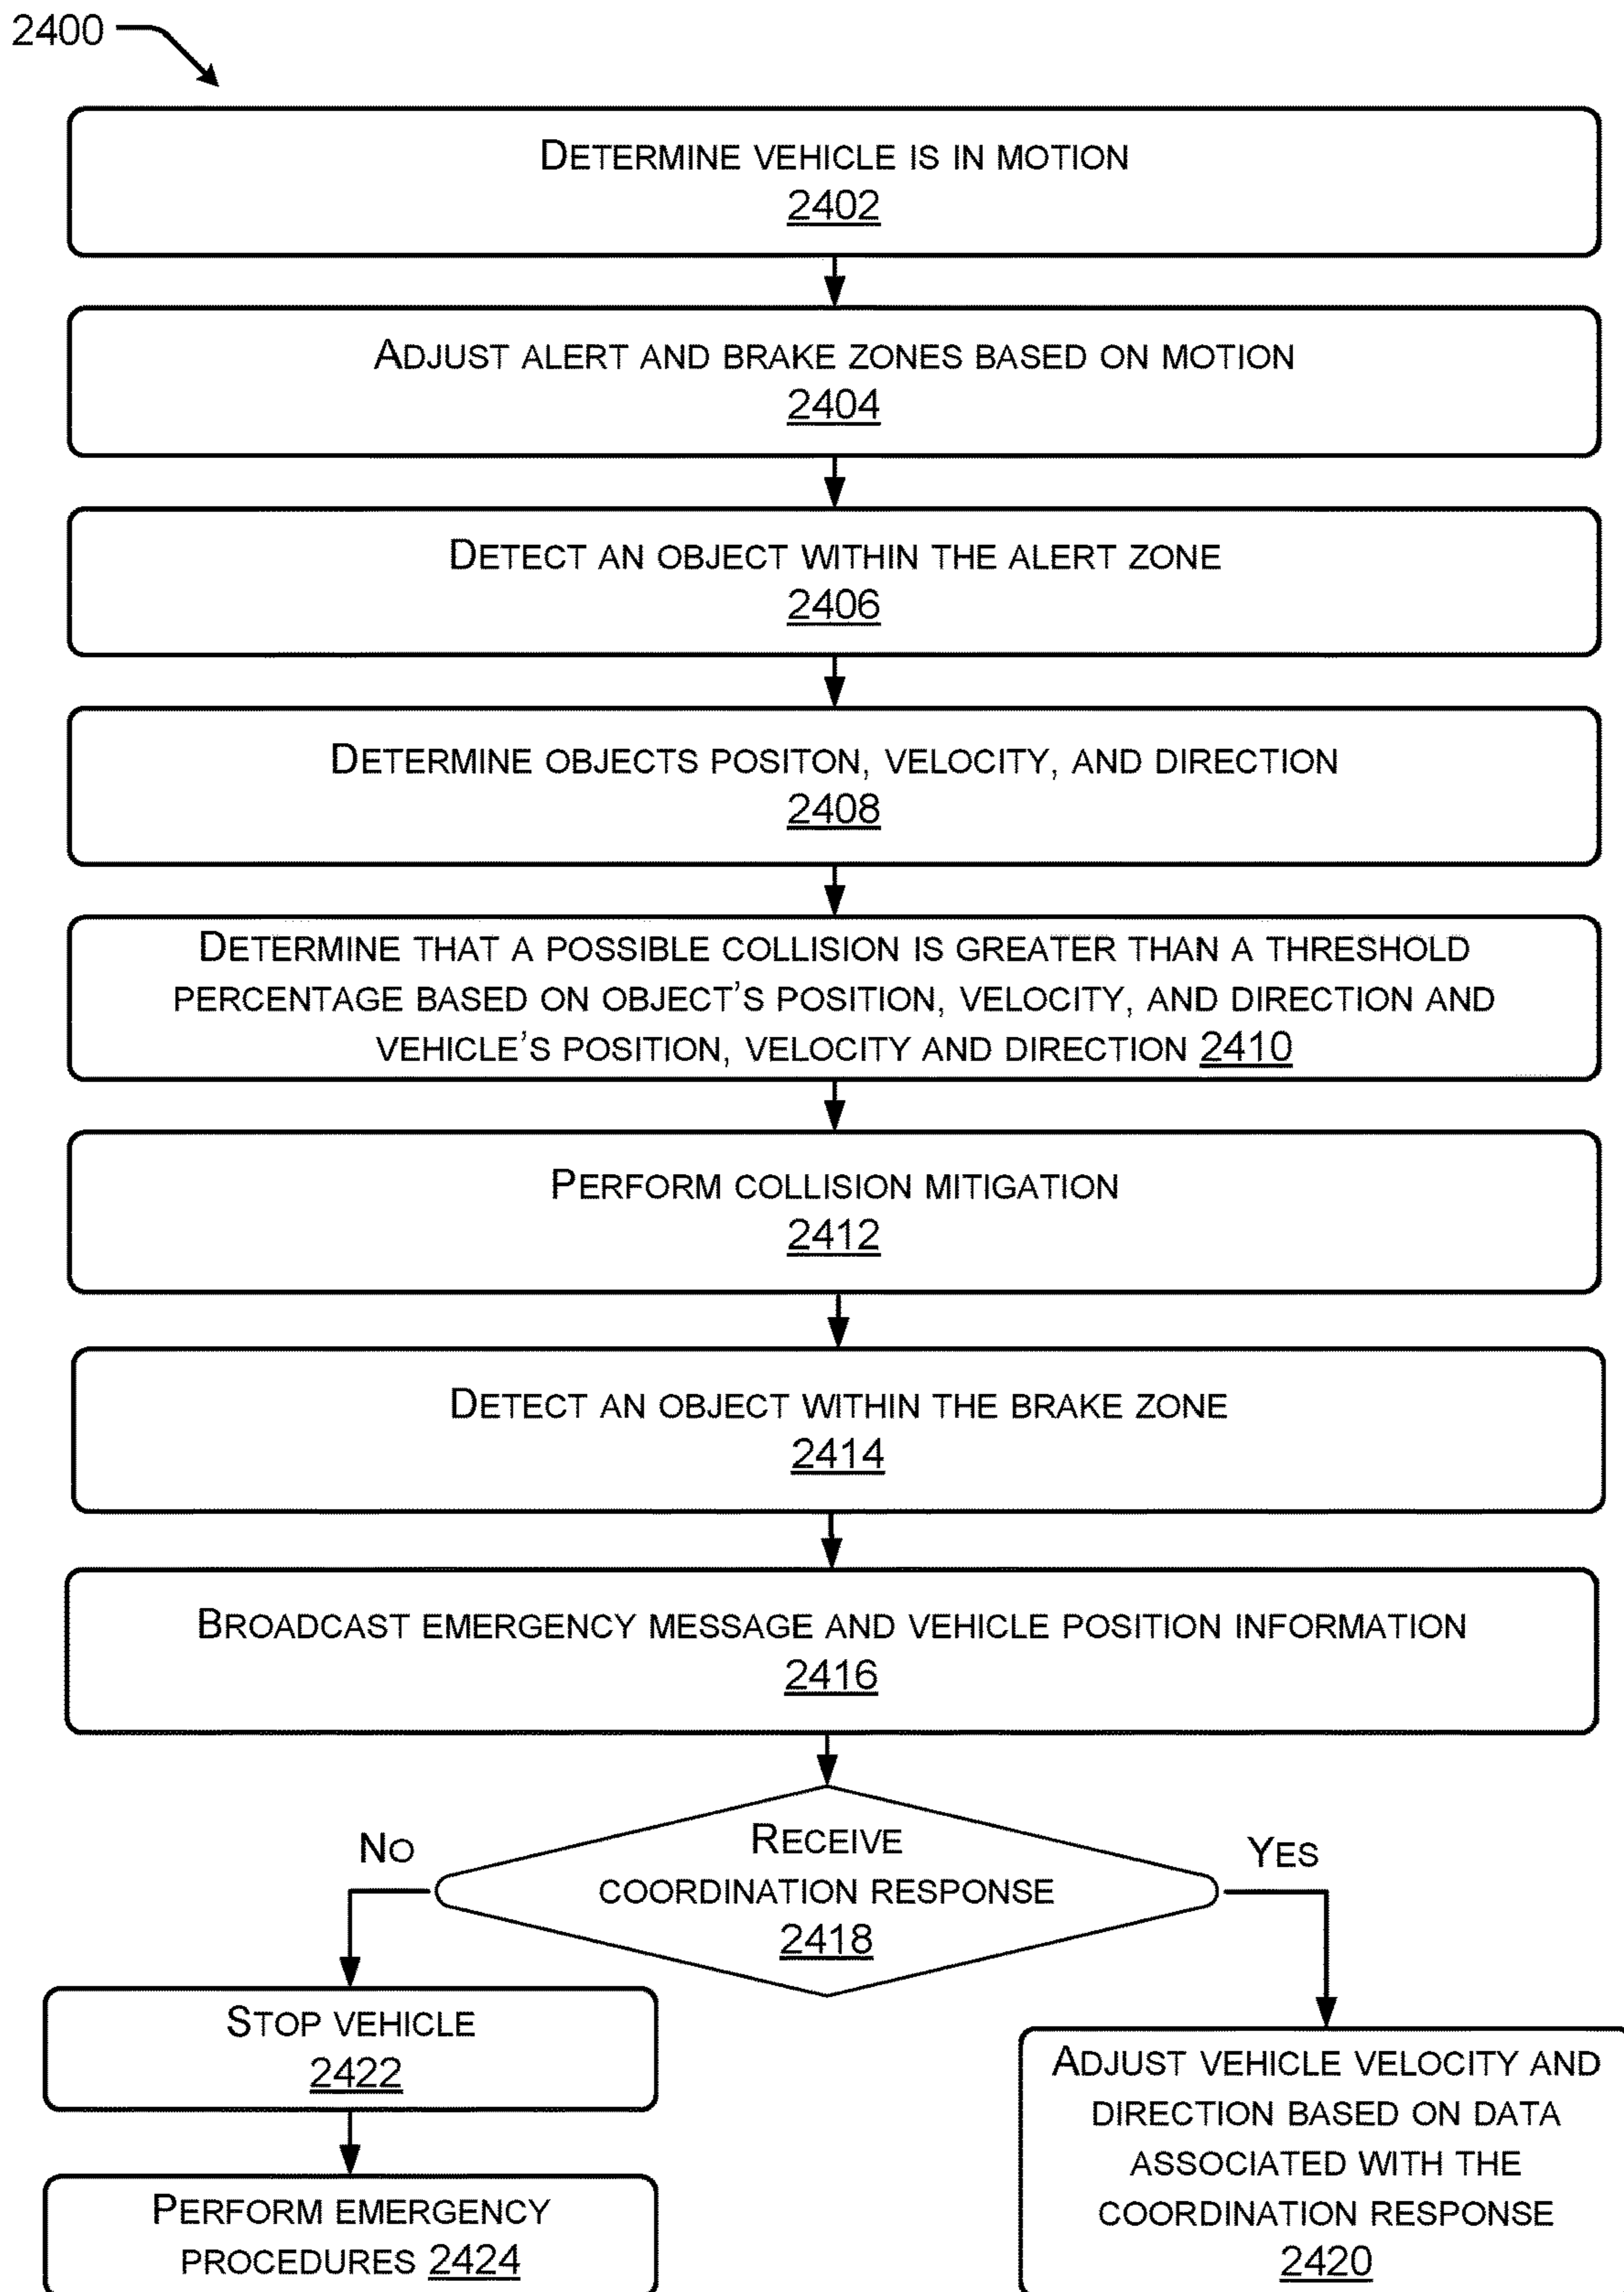 2400
DETERMINE VEHICLE IS IN MOTION
2402
ADJUST ALERT AND BRAKE ZONES BASED ON MOTION
2404
DETECT AN OBJECT WITHIN THE ALERT ZONE
2406
DETERMINE OBJECTS POSITON, VELOCITY, AND DIRECTION
2408
DETERMINE THAT A POSSIBLE COLLISION IS GREATER THAN A THRESHOLD
PERCENTAGE BASED ON OBJECT'S POSITION, VELOCITY, AND DIRECTION AND
VEHICLE'S POSITION, VELOCITY AND DIRECTION 2410
PERFORM COLLISION MITIGATION
2412
DETECT AN OBJECT WITHIN THE BRAKE ZONE
2414
BROADCAST EMERGENCY MESSAGE AND VEHICLE POSITION INFORMATION
2416
RECEIVE
COORDINATION RESPONSE
2418
NO
YES
STOP VEHICLE
2422
PERFORM EMERGENCY
PROCEDURES 2424
ADJUST VEHICLE VELOCITY AND
DIRECTION BASED ON DATA
ASSOCIATED WITH THE
COORDINATION RESPONSE
2420